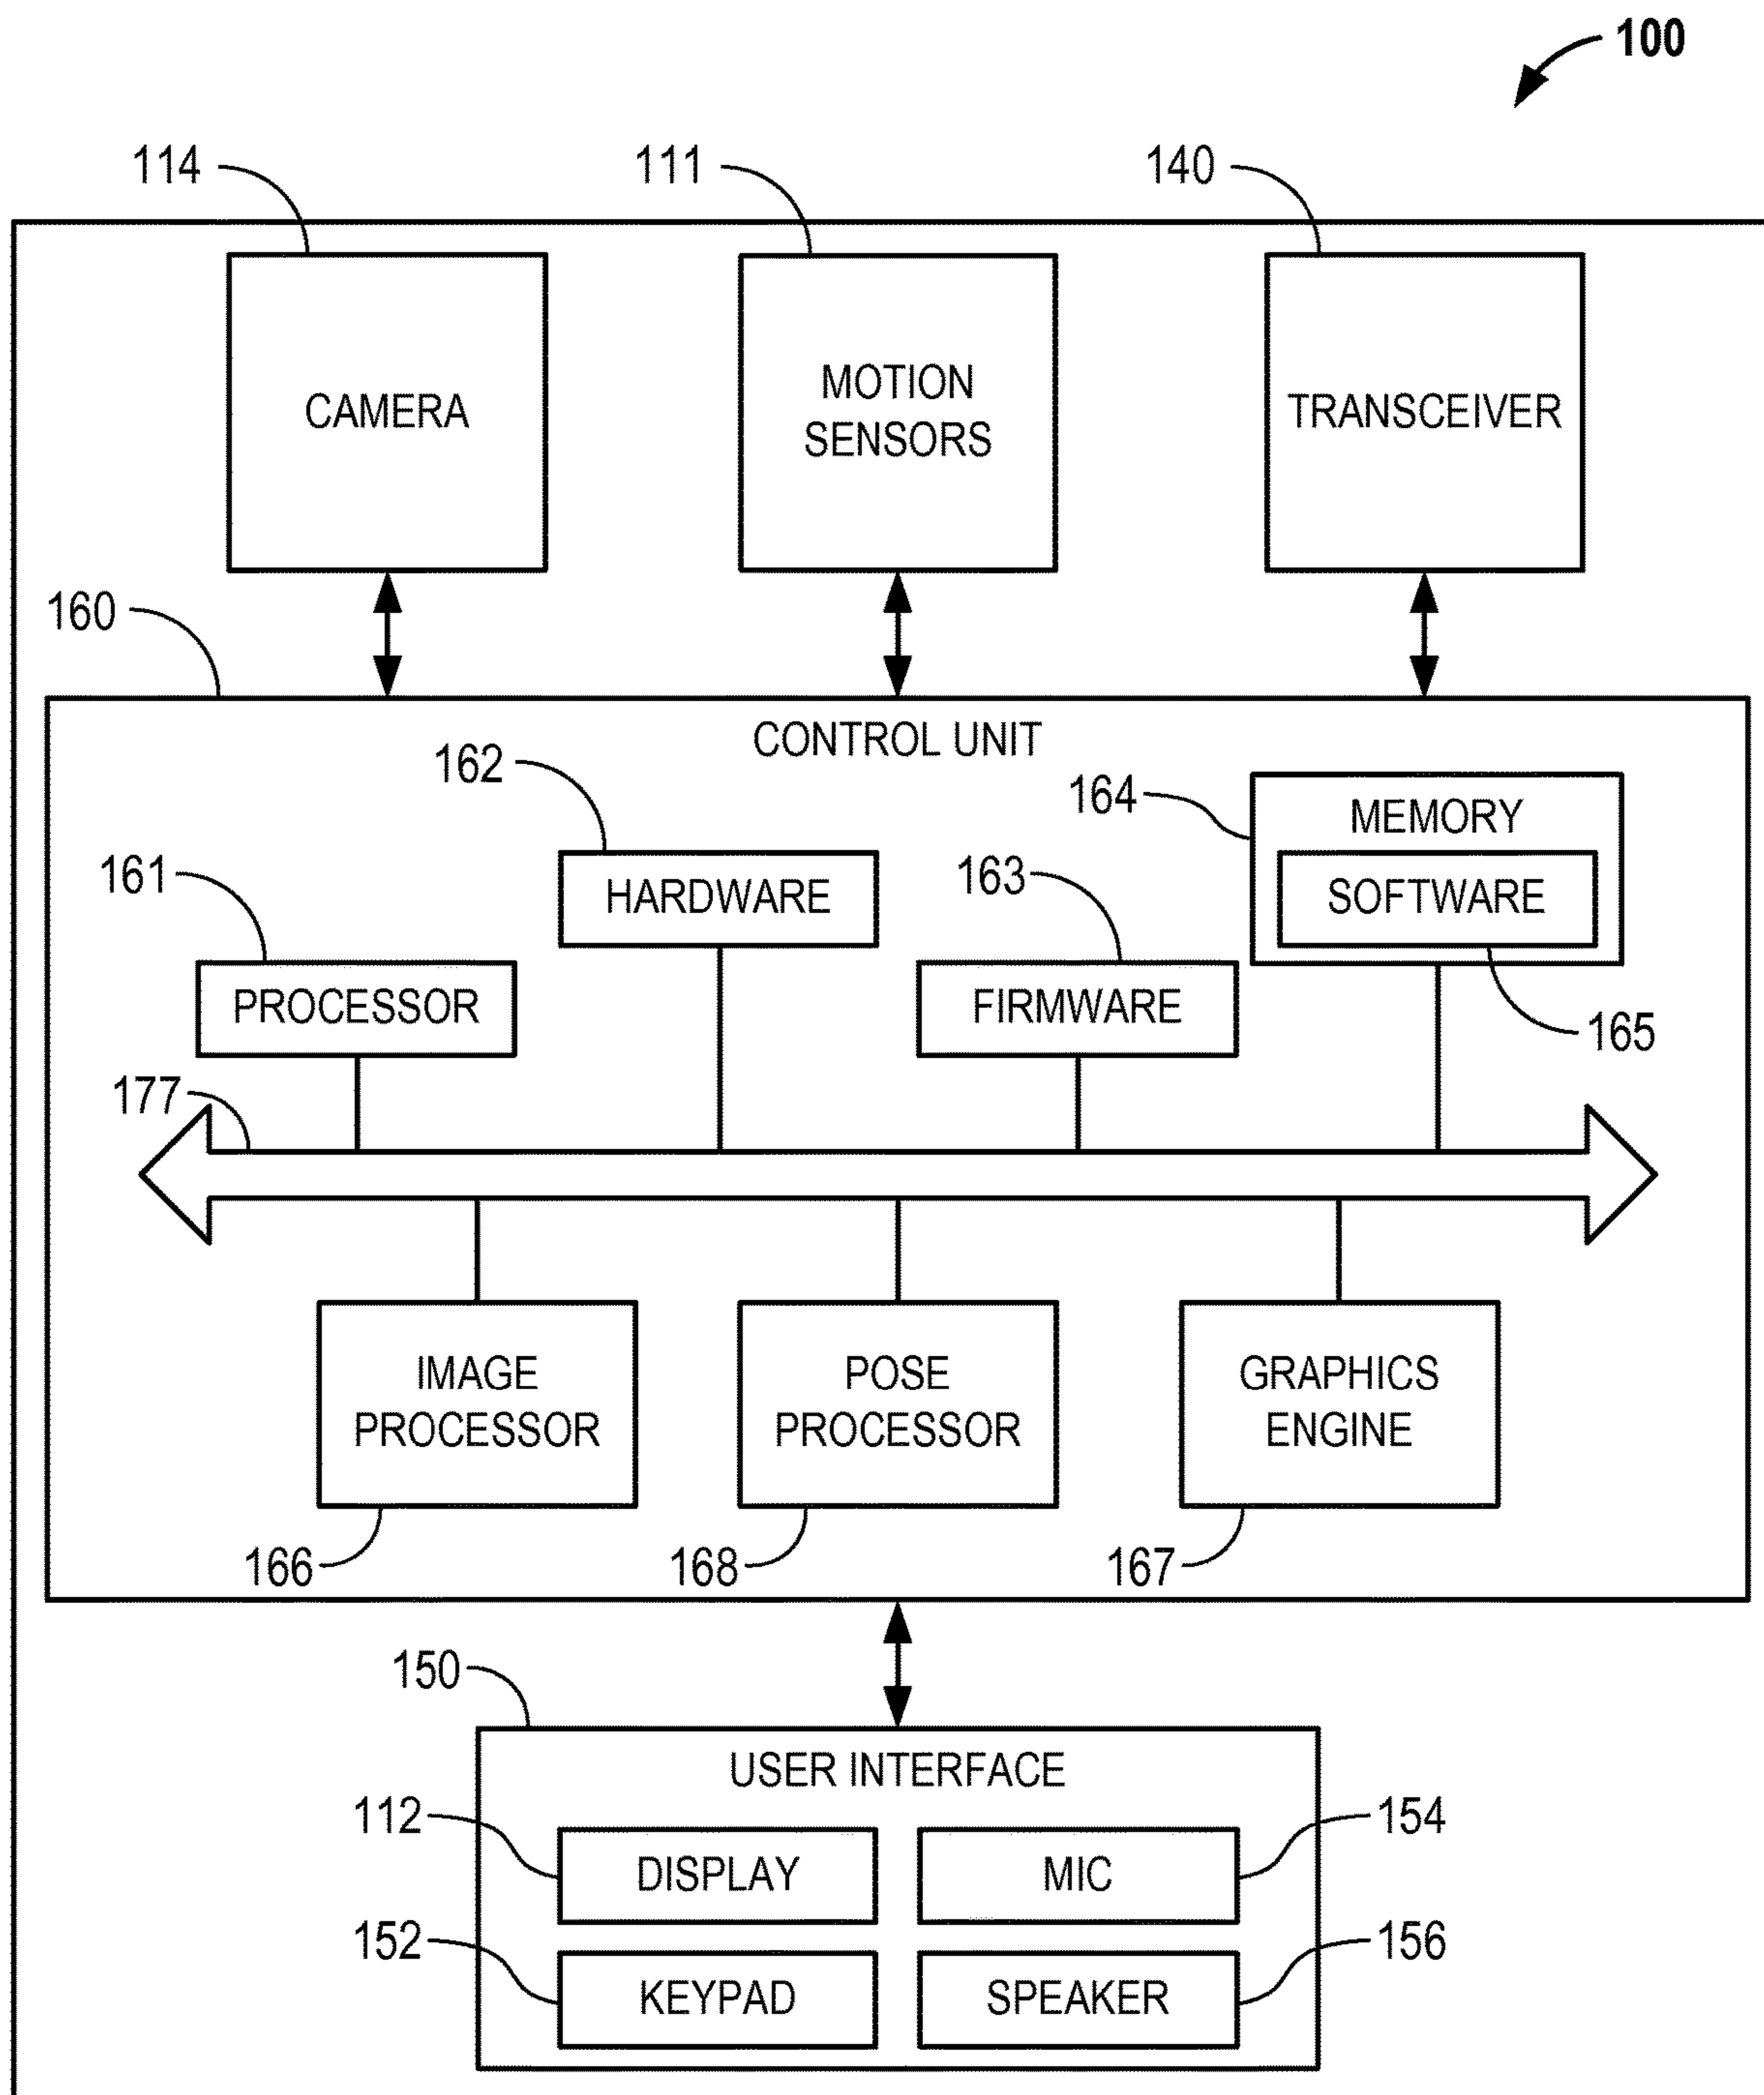 100
114
111
140
CAMERA
MOTION
SENSORS
TRANSCEIVER
160
CONTROL UNIT
162
164
MEMORY
161
HARDWARE
163
SOFTWARE
PROCESSOR
FIRMWARE
165
177
IMAGE
PROCESSOR
POSE
PROCESSOR
GRAPHICS
ENGINE
166
168
167
150
USER INTERFACE
112
DISPLAY
MIC
154
152
KEYPAD
SPEAKER
156